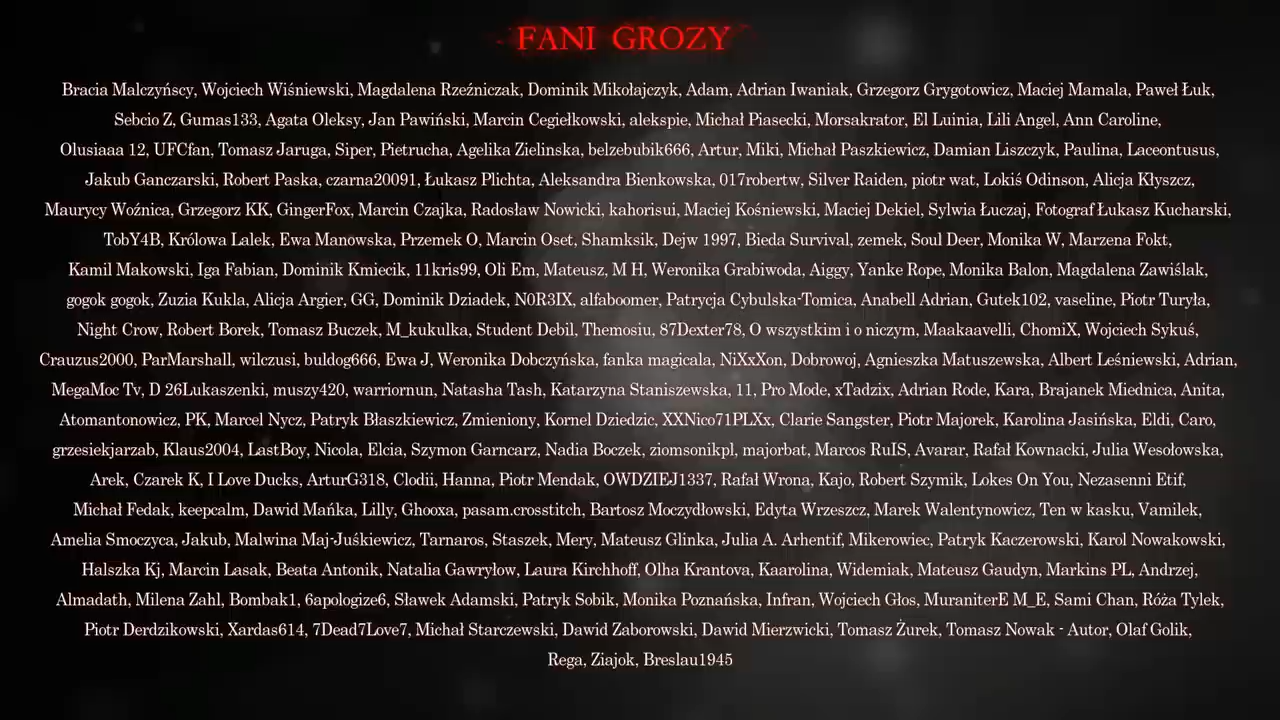 FANI GROZY
Bracia Malczyńscy, Wojciech Wiśniewski, Magdalena Rzeźniczak, Dominik Mikołajczyk, Adam, Adrian Iwaniak, Grzegorz Grygotowicz, Maciej Mamala, Paweł Łuk,
Sebcio Z, Gumas133, Agata Oleksy, Jan Pawiński, Marcin Cegiełkowski, alekspie, Michał Piasecki, Morsakrator, El Luinia, Lili Angel, Ann Caroline,
Olusiaaa 12, UFCfan, Tomasz Jaruga, Siper, Pietrucha, Agelika Zielinska, belzebubik666, Artur, Miki, Michał Paszkiewicz, Damian Liszczyk, Paulina, Laceontusus,
Jakub Ganczarski, Robert Paska, czarna20091, Łukasz Plichta, Aleksandra Bienkowska, 017robertw, Silver Raiden, piotr wat, Lokiś Odinson, Alicja Kłyszcz,
Maurycy Woźnica, Grzegorz KK, GingerFox, Marcin Czajka, Radosław Nowicki, kahorisui, Maciej Kośniewski, Maciej Dekiel, Sylwia Łuczaj, Fotograf Łukasz Kucharski,
TobY4B, Królowa Lalek, Ewa Manowska, Przemek O, Marcin Oset, Shamksik, Dejw 1997, Bieda Survival, zemek, Soul Deer, Monika W, Marzena Fokt,
Kamil Makowski, Iga Fabian, Dominik Kmiecik, 11kris99, Oli Em, Mateusz, M H, Weronika Grabiwoda, Aiggy, Yanke Rope, Monika Balon, Magdalena Zawiślak,
gogok gogok, Zuzia Kukla, Alicja Argier, GG, Dominik Dziadek, N0R3IX, alfaboomer, Patrycja Cybulska-Tomica, Anabell Adrian, Gutek102, vaseline, Piotr Turyła,
Night Crow, Robert Borek, Tomasz Buczek, M_kukulka, Student Debil, Themosiu, 87Dexter78, O wszystkim i o niczym, Maakaavelli, ChomiX, Wojciech Sykuś,
Crauzus2000, ParMarshall, wilczusi, buldog666, Ewa J, Weronika Dobczyńska, fanka magicala, NiXxXon, Dobrowoj, Agnieszka Matuszewska, Albert Leśniewski, Adrian,
MegaMoc Tv, D 26Lukaszenki, muszy420, warriornun, Natasha Tash, Katarzyna Staniszewska, 11, Pro Mode, xTadzix, Adrian Rode, Kara, Brajanek Miednica, Anita,
Atomantonowicz, PK, Marcel Nycz, Patryk Błaszkiewicz, Zmieniony, Kornel Dziedzic, XXNico71PLXx, Clarie Sangster, Piotr Majorek, Karolina Jasińska, Eldi, Caro,
grzesiekjarzab, Klaus2004, LastBoy, Nicola, Elcia, Szymon Garncarz, Nadia Boczek, ziomsonikpl, majorbat, Marcos RuIS, Avarar, Rafał Kownacki, Julia Wesołowska,
Arek, Czarek K, I Love Ducks, ArturG318, Clodii, Hanna, Piotr Mendak, OWDZIEJ1337, Rafał Wrona, Kajo, Robert Szymik, Lokes On You, Nezasenni Etif,
Michał Fedak, keepcalm, Dawid Mańka, Lilly, Ghooxa, pasam.crosstitch, Bartosz Moczydłowski, Edyta Wrzeszcz, Marek Walentynowicz, Ten w kasku, Vamilek,
Amelia Smoczyca, Jakub, Malwina Maj-Juśkiewicz, Tarnaros, Staszek, Mery, Mateusz Glinka, Julia A. Arhentif, Mikerowiec, Patryk Kaczerowski, Karol Nowakowski,
Halszka Kj, Marcin Lasak, Beata Antonik, Natalia Gawryłow, Laura Kirchhoff, Olha Krantova, Kaarolina, Widemiak, Mateusz Gaudyn, Markins PL, Andrzej,
Almadath, Milena Zahl, Bombak1, 6apologize6, Sławek Adamski, Patryk Sobik, Monika Poznańska, Infran, Wojciech Głos, MuraniterE M_E, Sami Chan, Róża Tylek,
Piotr Derdzikowski, Xardas614, 7Dead7Love7, Michał Starczewski, Dawid Zaborowski, Dawid Mierzwicki, Tomasz Żurek, Tomasz Nowak - Autor, Olaf Golik,
Rega, Ziajok, Breslau1945